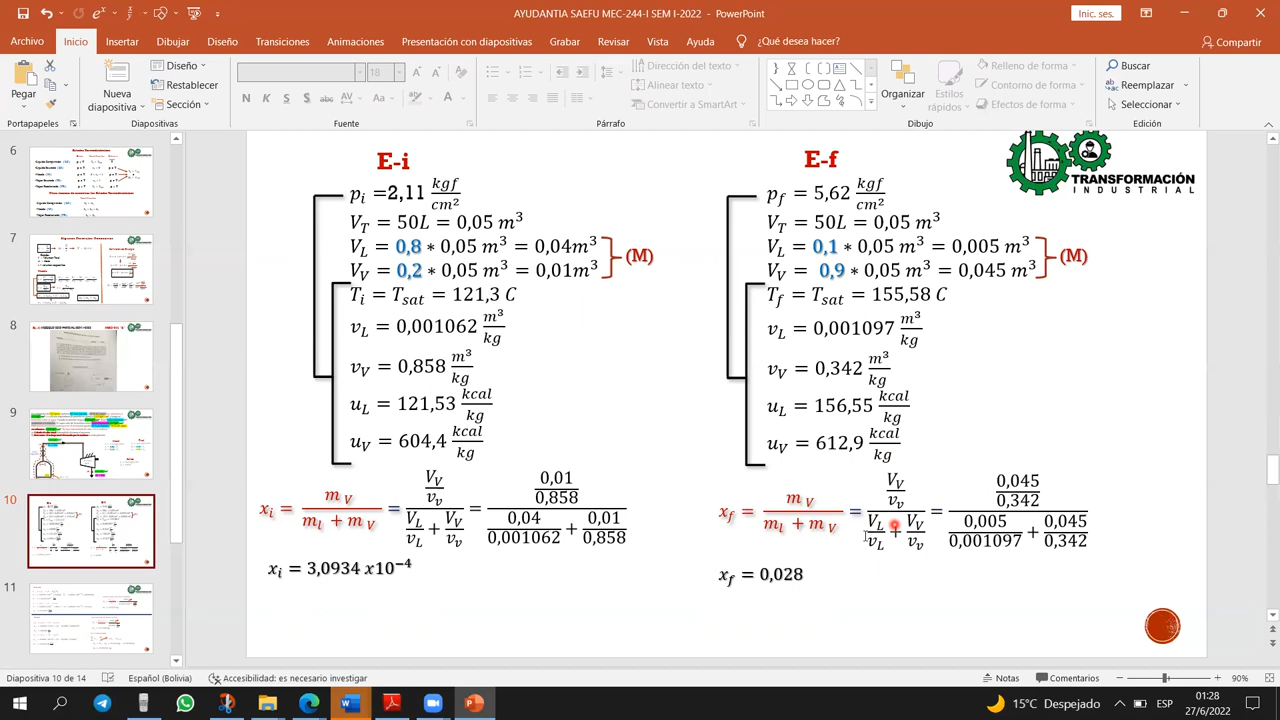 AYUDANTIA SAEFU MEC-244-I SEM I-2022 - PowerPoint
Inic. ses.
Archivo Inicio Insertar Dibujar Diseño Transiciones Animaciones Presentación con diapositivas Grabar Revisar Vista Ayuda ¿Qué desea hacer? Compartir
Pegar
Nueva diapositiva
Diseño
Restablecer
Sección
18
N K S abc AV Aa A
Dirección del texto
Alinear texto
Convertir a SmartArt
Organizar
Estilos rápidos
Relleno de forma
Contorno de forma
Efectos de forma
Buscar
Reemplazar
Seleccionar
Portapapeles Diapositivas Fuente Párrafo Dibujo Edición
6
7
8
9
10
11
TRANSFORMACIÓN
INDUSTRIAL
E-i
p_i =2,11 kgf/cm²
V_T = 50L = 0,05 m³
V_L = 0,8 * 0,05 m³ = 0,04m³
V_V = 0,2 * 0,05 m³ = 0,01m³
(M)
T_i = T_sat = 121,3 C
v_L = 0,001062 m³/kg
v_V = 0,858 m³/kg
u_L = 121,53 kcal/kg
u_V = 604,4 kcal/kg
x_i = m_V/(m_l + m_V) = (V_V/v_v)/(V_L/v_L + V_V/v_v) = (0,01/0,858)/(0,04/0,001062 + 0,01/0,858)
x_i = 3,0934 x10⁻⁴
E-f
p_f = 5,62 kgf/cm²
V_T = 50L = 0,05 m³
V_L = 0,1 * 0,05 m³ = 0,005 m³
V_V = 0,9 * 0,05 m³ = 0,045 m³
(M)
T_f = T_sat = 155,58 C
v_L = 0,001097 m³/kg
v_V = 0,342 m³/kg
u_L = 156,55 kcal/kg
u_V = 612,9 kcal/kg
x_f = m_V/(m_l + m_V) = (V_V/v_v)/(V_L/v_L + V_V/v_v) = (0,045/0,342)/(0,005/0,001097 + 0,045/0,342)
x_f = 0,028
Diapositiva 10 de 14 Español (Bolivia) Accesibilidad: es necesario investigar Notas Comentarios 90%
15°C Despejado ESP 01:28
27/6/2022